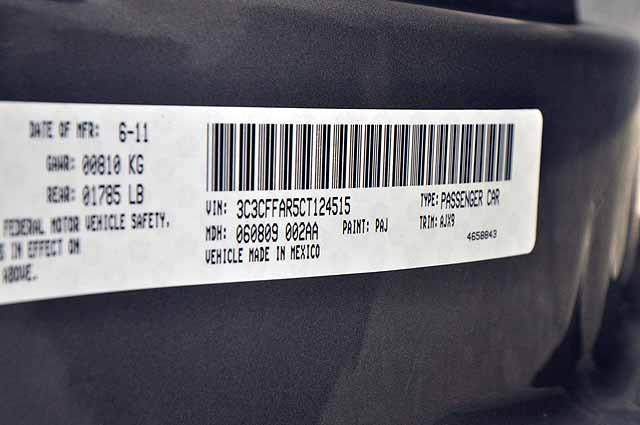 DATE OF MFR: 6-11
GAWR: 00810 KG
REAR: 01785 LB
FEDERAL MOTOR VEHICLE SAFETY,
IN EFFECT ON
ABOVE.
VIN: 3C3CFFAR5CT124515
TYPE: PASSENGER CAR
MDH: 060809 002AA
PAINT: PAJ
TRIM: AJX9
VEHICLE MADE IN MEXICO
4658843